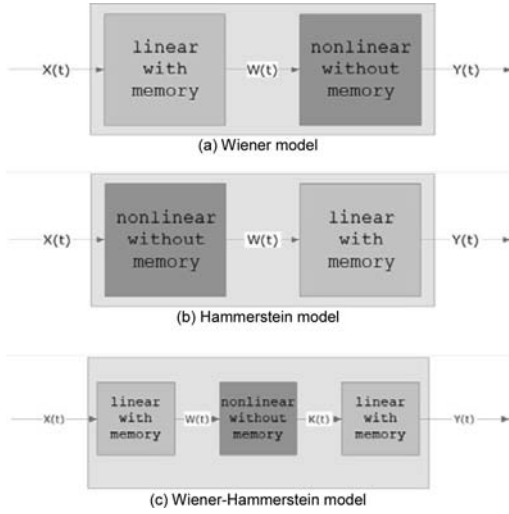 linear
with
memory
nonlinear
without
memory
X(t)
W(t)
Y(t)
(a) Wiener model
nonlinear
without
memory
linear
with
memory
X(t)
W(t)
Y(t)
(b) Hammerstein model
linear
with
memory
nonlinear
without
memory
linear
with
memory
X(t)
W(t)
K(t)
Y(t)
(c) Wiener-Hammerstein model